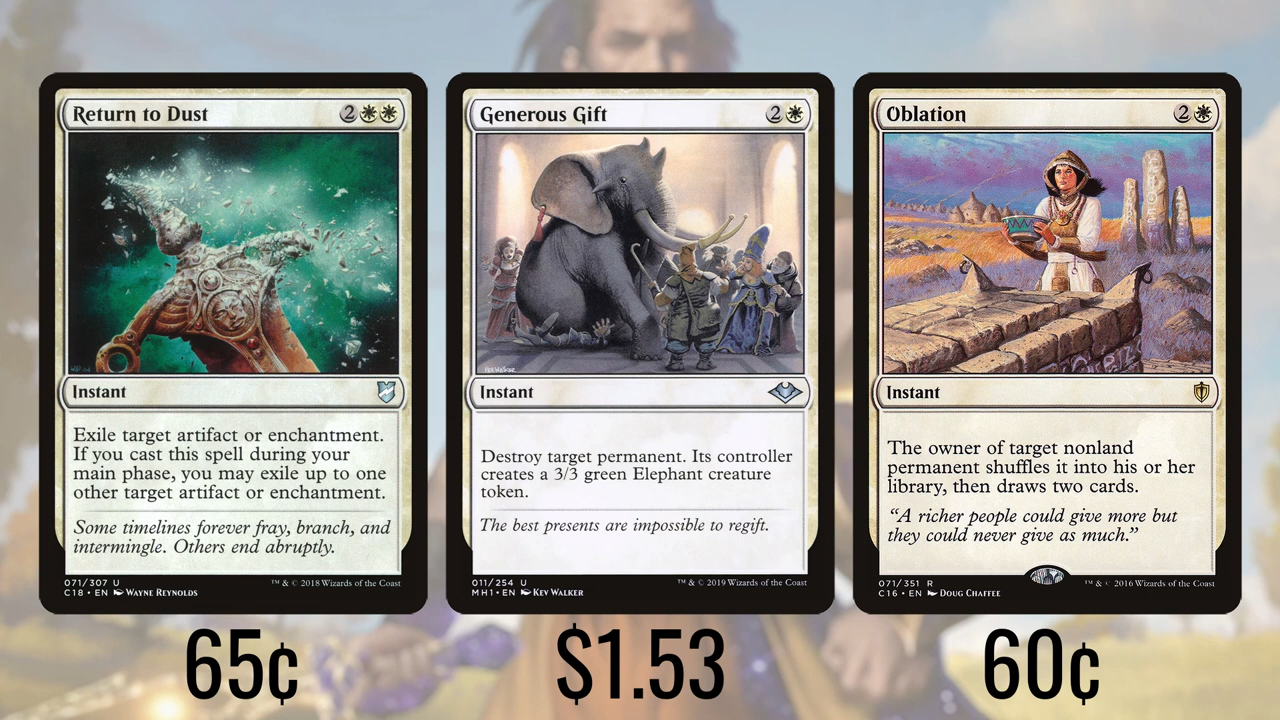 Return to Dust 2
Instant
Exile target artifact or enchantment.
If you cast this spell during your
main phase, you may exile up to one
other target artifact or enchantment.
Some timelines forever fray, branch, and
intermingle. Others end abruptly.
071/307 U
C18 • EN WAYNE REYNOLDS
™ & © 2018 Wizards of the Coast
65¢
Generous Gift 2
Instant
Destroy target permanent. Its controller
creates a 3/3 green Elephant creature
token.
The best presents are impossible to regift.
011/254 U
MH1 • EN KEV WALKER
™ & © 2019 Wizards of the Coast
$1.53
Oblation 2
Instant
The owner of target nonland
permanent shuffles it into his or her
library, then draws two cards.
“A richer people could give more but
they could never give as much.”
071/351 R
C16 • EN DOUG CHAFFEE
™ & © 2016 Wizards of the Coast
60¢